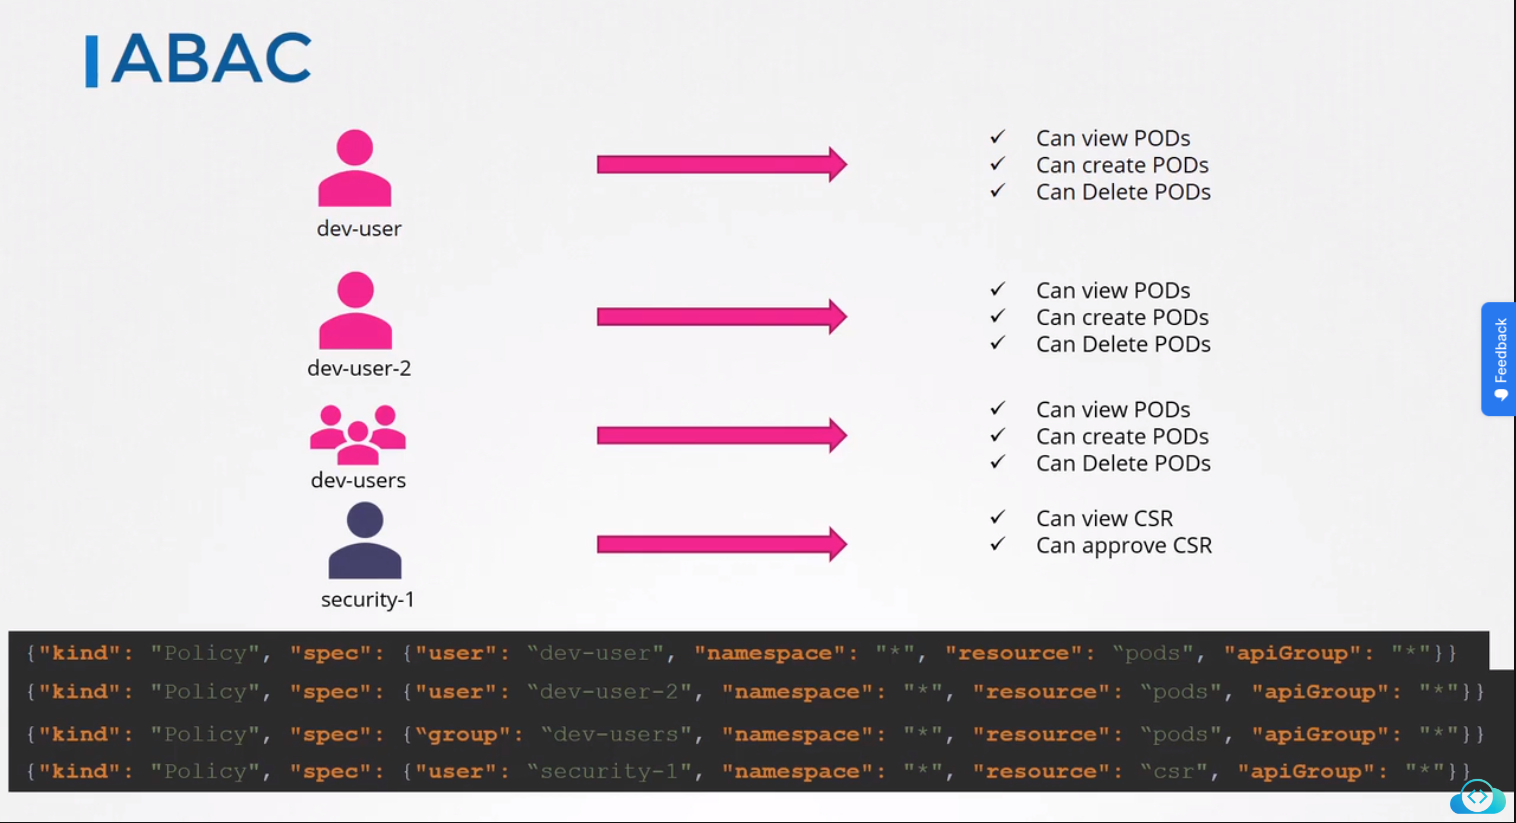 ABAC
dev-user
✓ Can view PODs
✓ Can create PODs
✓ Can Delete PODs
dev-user-2
✓ Can view PODs
✓ Can create PODs
✓ Can Delete PODs
dev-users
✓ Can view PODs
✓ Can create PODs
✓ Can Delete PODs
security-1
✓ Can view CSR
✓ Can approve CSR
{"kind": "Policy", "spec": {"user": “dev-user", "namespace": "*", "resource": “pods", "apiGroup": "*"}}
{"kind": "Policy", "spec": {"user": “dev-user-2", "namespace": "*", "resource": “pods", "apiGroup": "*"}}
{"kind": "Policy", "spec": {“group": “dev-users", "namespace": "*", "resource": “pods", "apiGroup": "*"}}
{"kind": "Policy", "spec": {"user": “security-1", "namespace": "*", "resource": “csr", "apiGroup": "*"}}
Feedback